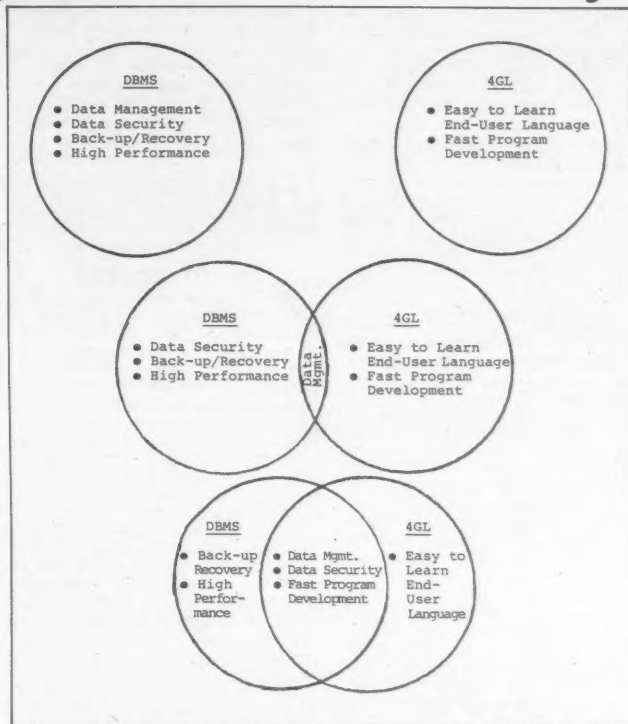 DBMS
● Data Management
● Data Security
● Back-up/Recovery
● High Performance
4GL
● Easy to Learn
End-User Language
● Fast Program
Development
DBMS
● Data Security
● Back-up/Recovery
● High Performance
Data
Mgmt.
4GL
● Easy to Learn
End-User Language
● Fast Program
Development
DBMS
● Back-up
Recovery
● High
Perfor-
mance
● Data Mgmt.
● Data Security
● Fast Program
Development
4GL
● Easy to
Learn
End-
User
Language